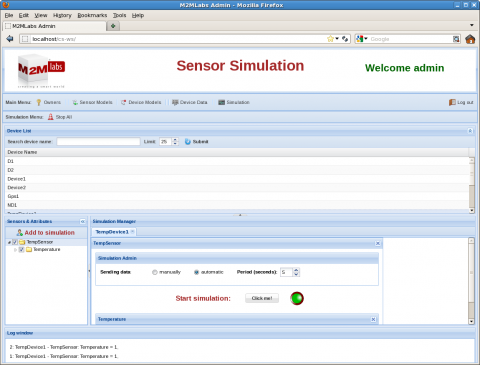 M2MLabs Admin - Mozilla Firefox
File Edit View History Bookmarks Tools Help
M2MLabs Admin
localhost/cs-ws/
Google
M2M labs
Sensor Simulation
Welcome admin
Main Menu: Owners Sensor Models Device Models Device Data Simulation Log out
Simulation Menu: Stop All
Device List
Search device name: Limit: 25 Submit
Device Name
D1
D2
Device1
Device2
Gps1
ND1
Sensors & Attributes
Add to simulation
TempSensor
Temperature
Simulation Manager
TempDevice1
TempSensor
Simulation Admin
Sending data manually automatic Period (seconds): 5
Start simulation: Click me!
Temperature
Log window
2: TempDevice1 - TempSensor: Temperature = 1.
1: TempDevice1 - TempSensor: Temperature = 1.